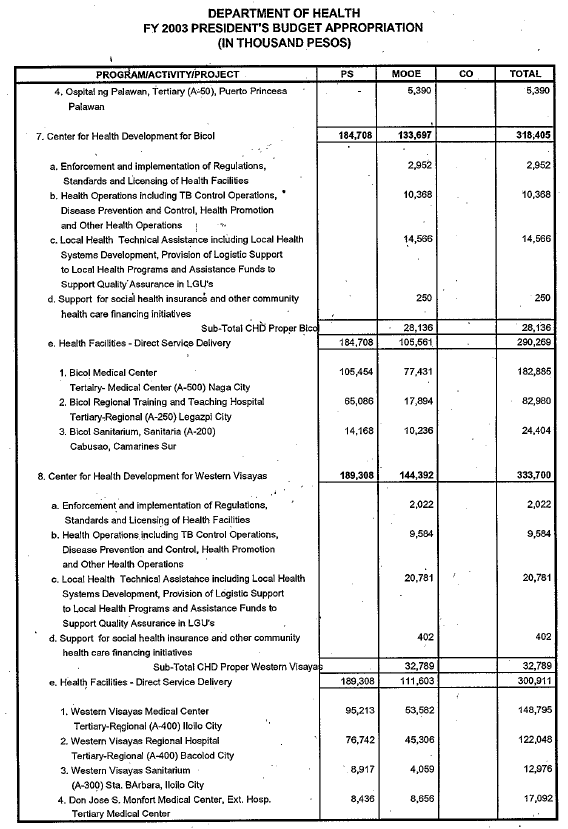 DEPARTMENT OF HEALTH
FY 2003 PRESIDENT'S BUDGET APPROPRIATION
(IN THOUSAND PESOS)
PROGRAM/ACTIVITY/PROJECT PS MOOE CO TOTAL
4. Ospital ng Palawan, Tertiary (A-50), Puerto Princesa - 5,390 5,390
Palawan
7. Center for Health Development for Bicol 184,708 133,697 318,405
a. Enforcement and implementation of Regulations, 2,952 2,952
Standards and Licensing of Health Facilities
b. Health Operations including TB Control Operations, 10,368 10,368
Disease Prevention and Control, Health Promotion
and Other Health Operations
c. Local Health Technical Assistance including Local Health 14,566 14,566
Systems Development, Provision of Logistic Support
to Local Health Programs and Assistance Funds to
Support Quality Assurance in LGU's
d. Support for social health insurance and other community 250 250
health care financing initiatives
Sub-Total CHD Proper Bicol 28,136 28,136
e. Health Facilities - Direct Service Delivery 184,708 105,561 290,269
1. Bicol Medical Center 105,454 77,431 182,885
Tertalry- Medical Center (A-500) Naga City
2. Bicol Regional Training and Teaching Hospital 65,086 17,894 82,980
Tertiary-Regional (A-250) Legazpi City
3. Bicol Sanitarium, Sanitaria (A-200) 14,168 10,236 24,404
Cabusao, Camarines Sur
8. Center for Health Development for Western Visayas 189,308 144,392 333,700
a. Enforcement and implementation of Regulations, 2,022 2,022
Standards and Licensing of Health Facilities
b. Health Operations including TB Control Operations, 9,584 9,584
Disease Prevention and Control, Health Promotion
and Other Health Operations
c. Local Health Technical Assistance including Local Health 20,781 20,781
Systems Development, Provision of Logistic Support
to Local Health Programs and Assistance Funds to
Support Quality Assurance in LGU's
d. Support for social health insurance and other community 402 402
health care financing initiatives
Sub-Total CHD Proper Western Visayas 32,789 32,789
e. Health Facilities - Direct Service Delivery 189,308 111,603 300,911
1. Western Visayas Medical Center 95,213 53,582 148,795
Tertiary-Regional (A-400) Iloilo City
2. Western Visayas Regional Hospital 76,742 45,306 122,048
Tertiary-Regional (A-400) Bacolod City
3. Western Visayas Sanitarium 8,917 4,059 12,976
(A-300) Sta. BArbara, Iloilo City
4. Don Jose S. Monfort Medical Center, Ext. Hosp. 8,436 8,656 17,092
Tertiary Medical Center